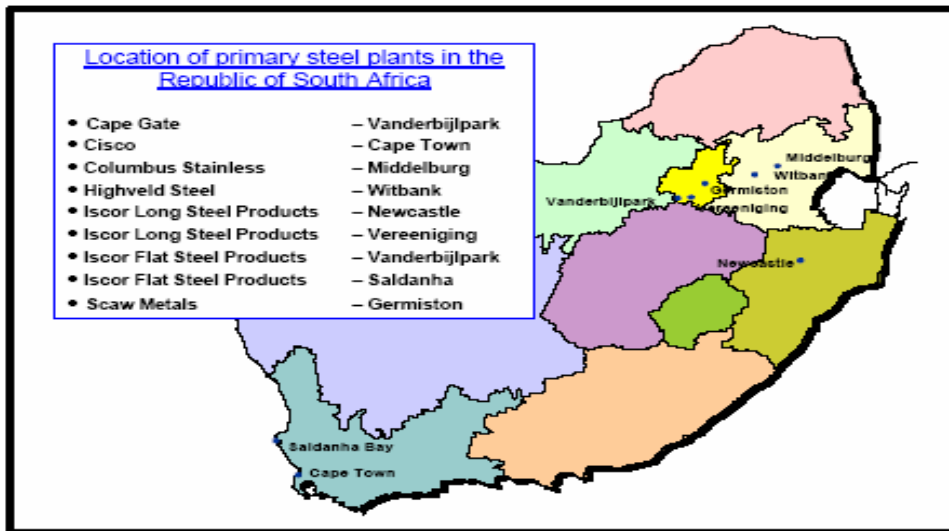 Location of primary steel plants in the
Republic of South Africa
• Cape Gate – Vanderbijlpark
• Cisco – Cape Town
• Columbus Stainless – Middelburg
• Highveld Steel – Witbank
• Iscor Long Steel Products – Newcastle
• Iscor Long Steel Products – Vereeniging
• Iscor Flat Steel Products – Vanderbijlpark
• Iscor Flat Steel Products – Saldanha
• Scaw Metals – Germiston
Middelburg
Witbank
Germiston
Vanderbijlpark
Vereeniging
Newcastle
Saldanha Bay
Cape Town